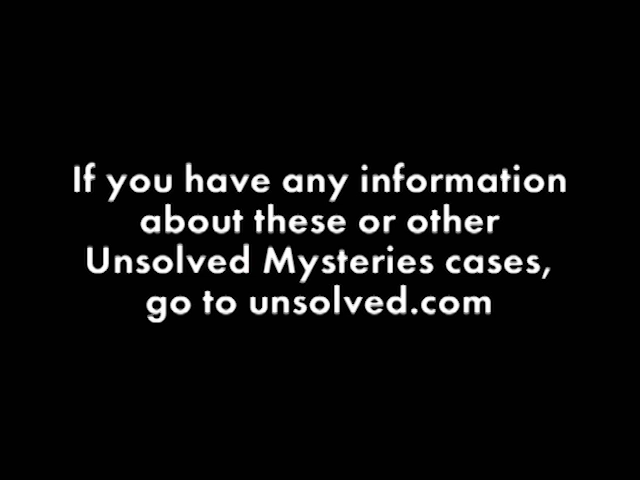 If you have any information
about these or other
Unsolved Mysteries cases,
go to unsolved.com